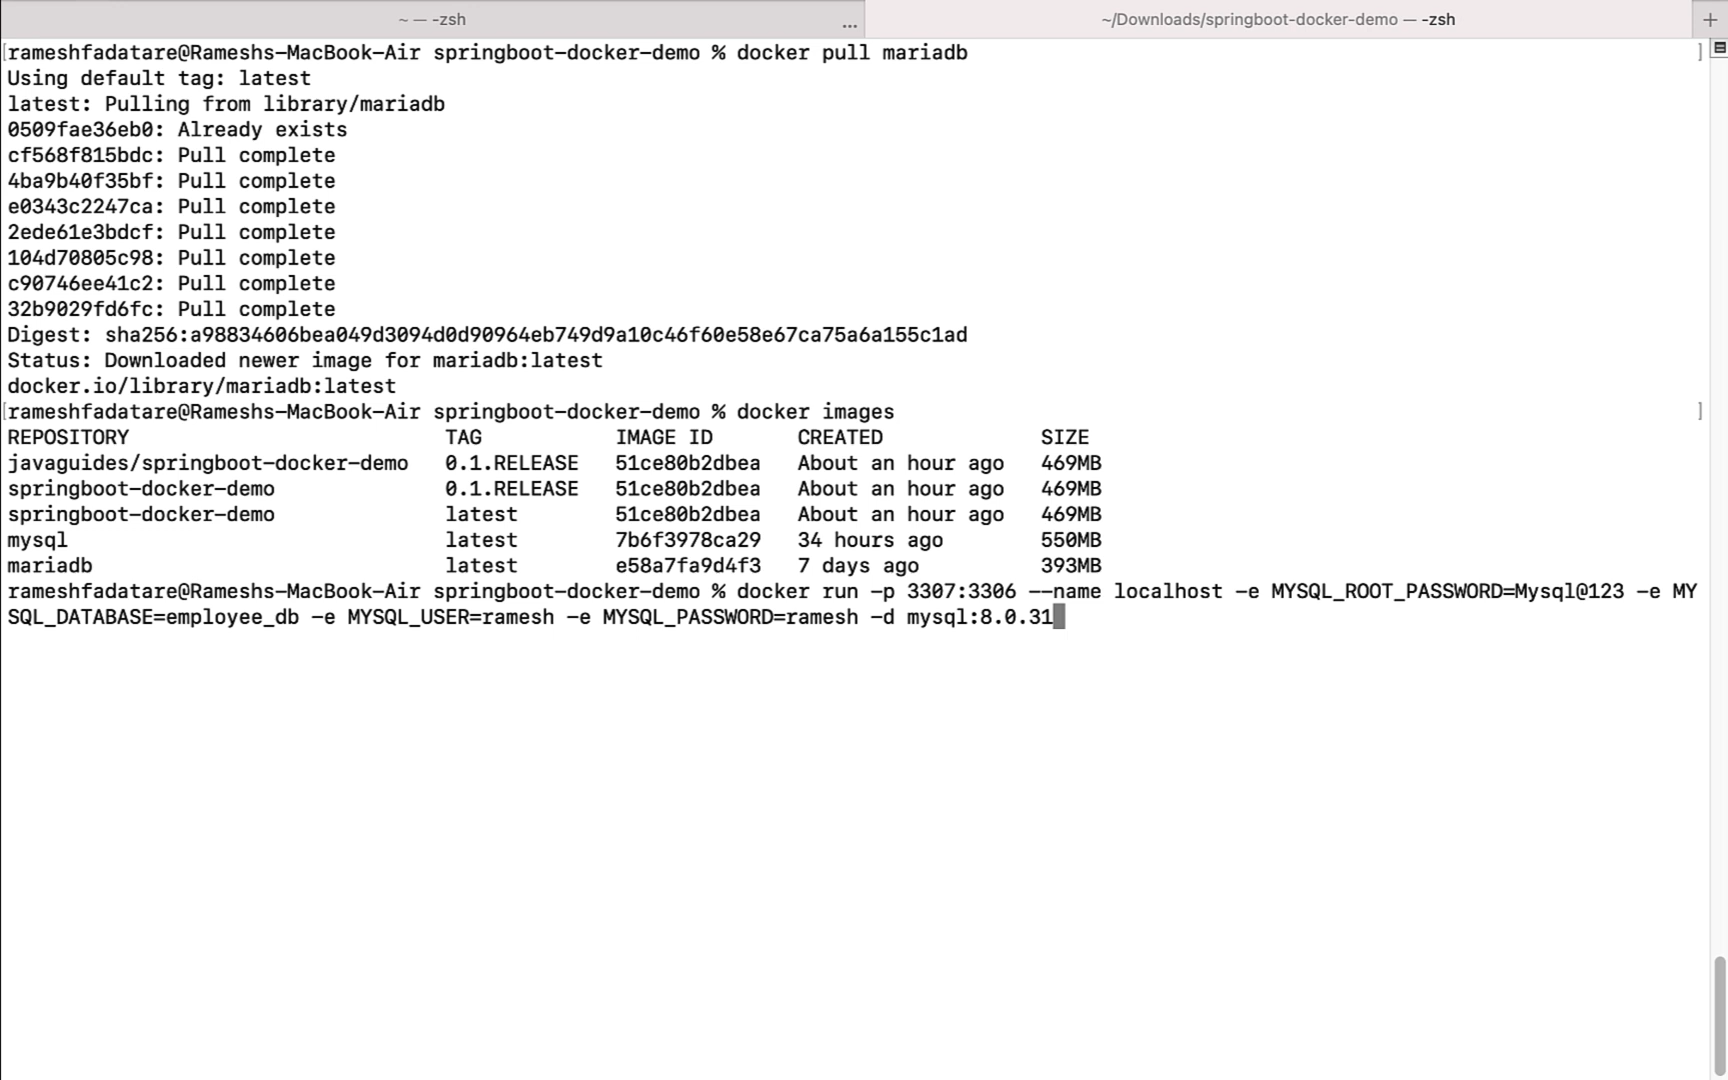 ~ — -zsh
...
~/Downloads/springboot-docker-demo — -zsh
+
[rameshfadatare@Rameshs-MacBook-Air springboot-docker-demo % docker pull mariadb ]
Using default tag: latest
latest: Pulling from library/mariadb
0509fae36eb0: Already exists
cf568f815bdc: Pull complete
4ba9b40f35bf: Pull complete
e0343c2247ca: Pull complete
2ede61e3bdcf: Pull complete
104d70805c98: Pull complete
c90746ee41c2: Pull complete
32b9029fd6fc: Pull complete
Digest: sha256:a98834606bea049d3094d0d90964eb749d9a10c46f60e58e67ca75a6a155c1ad
Status: Downloaded newer image for mariadb:latest
docker.io/library/mariadb:latest
[rameshfadatare@Rameshs-MacBook-Air springboot-docker-demo % docker images ]
REPOSITORY TAG IMAGE ID CREATED SIZE
javaguides/springboot-docker-demo 0.1.RELEASE 51ce80b2dbea About an hour ago 469MB
springboot-docker-demo 0.1.RELEASE 51ce80b2dbea About an hour ago 469MB
springboot-docker-demo latest 51ce80b2dbea About an hour ago 469MB
mysql latest 7b6f3978ca29 34 hours ago 550MB
mariadb latest e58a7fa9d4f3 7 days ago 393MB
rameshfadatare@Rameshs-MacBook-Air springboot-docker-demo % docker run -p 3307:3306 --name localhost -e MYSQL_ROOT_PASSWORD=Mysql@123 -e MY
SQL_DATABASE=employee_db -e MYSQL_USER=ramesh -e MYSQL_PASSWORD=ramesh -d mysql:8.0.31